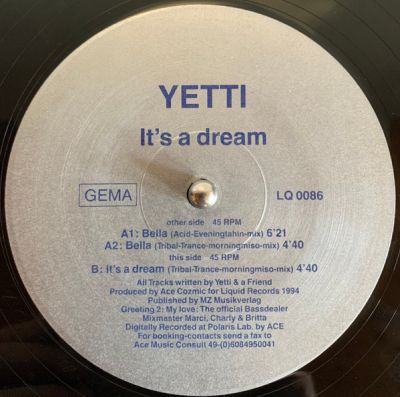 YETTI
It's a dream
GEMA
LQ 0086
other side 45 RPM
A1: Bella (Acid-Eveningtahin-mix) 6'21
A2: Bella (Tribal-Trance-morningmiso-mix) 4'40
this side 45 RPM
B: it's a dream (Tribal-Trance-morningmiso-mix) 4'40
All Tracks written by Yetti & a Friend
Produced by Ace Cozmic for Liquid Records 1994
Published by MZ Musikverlag
Greeting 2: My love: The official Bassdealer
Mixmaster Marci, Charly & Britta
Digitally Recorded at Polaris Lab. by ACE
For booking-contacts send a fax to
Ace Music Consult 49-(0)6084950041